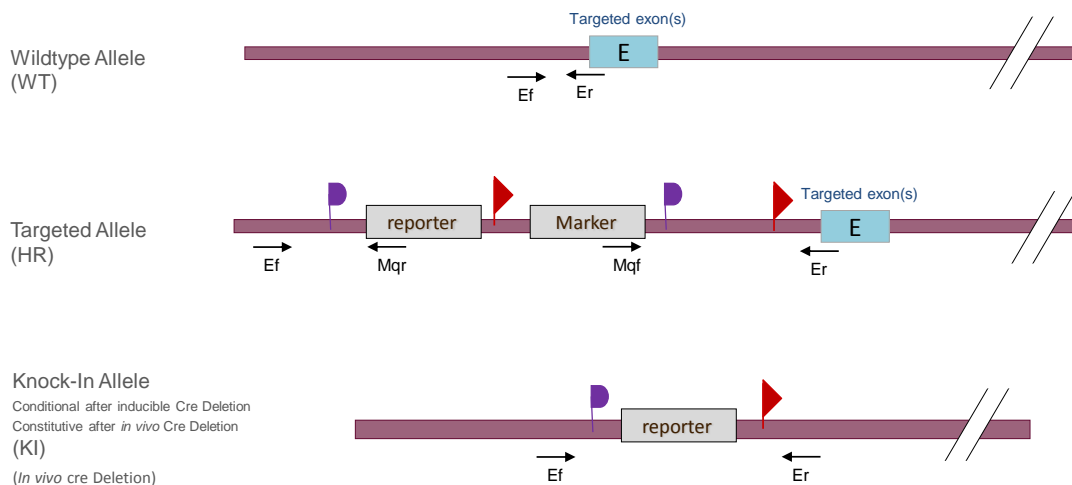 Targeted exon(s)
Wildtype Allele
(WT)
E
Ef
Er
Targeted exon(s)
Targeted Allele
(HR)
reporter
Marker
E
Ef
Mqr
Mqf
Er
Knock-In Allele
Conditional after inducible Cre Deletion
Constitutive after in vivo Cre Deletion
(KI)
(In vivo cre Deletion)
reporter
Ef
Er